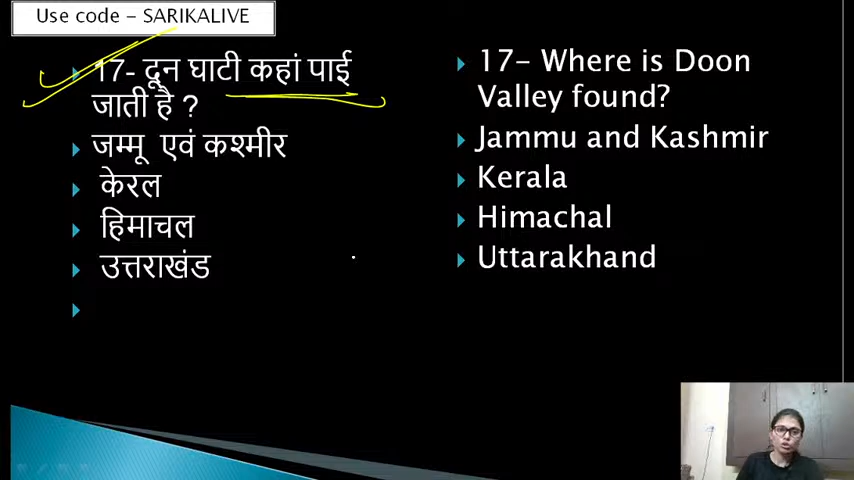 Use code – SARIKALIVE
17- दून घाटी कहां पाई
जाती है ?
जम्मू एवं कश्मीर
केरल
हिमाचल
उत्तराखंड
17- Where is Doon
Valley found?
Jammu and Kashmir
Kerala
Himachal
Uttarakhand